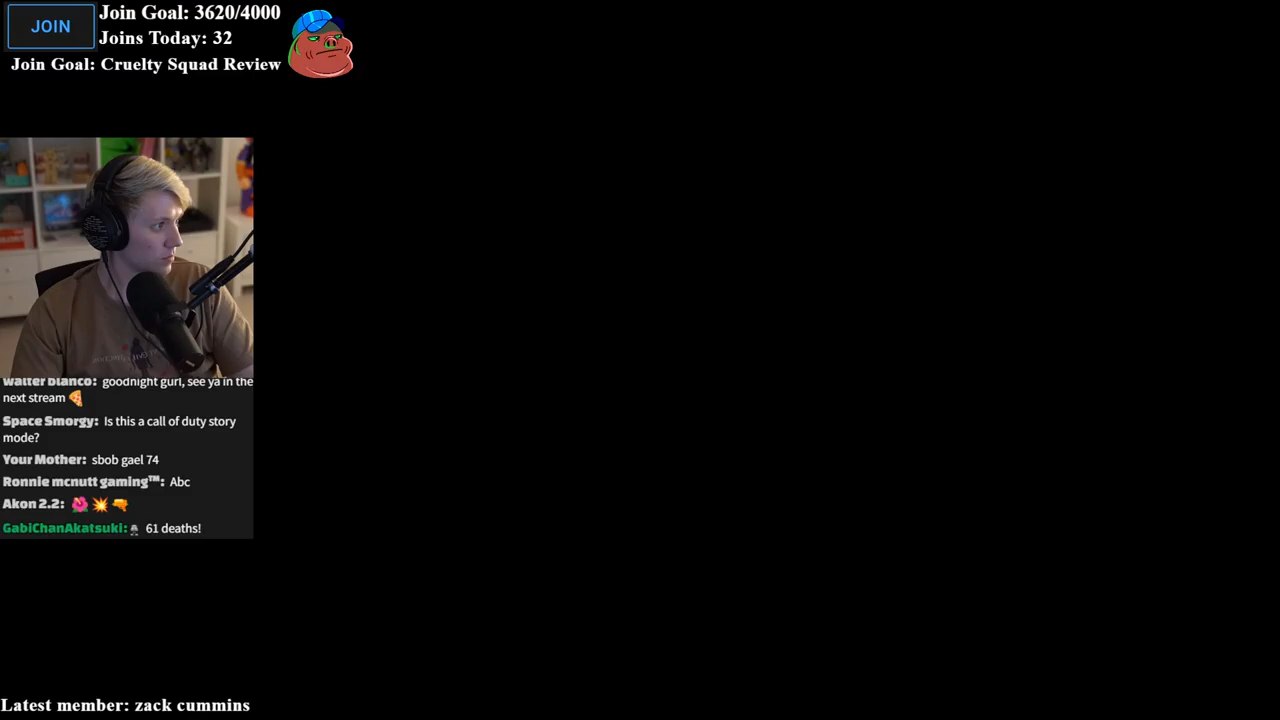 JOIN
Join Goal: 3620/4000
Joins Today: 32
Join Goal: Cruelty Squad Review
walter blanco: goodnight gurl, see ya in the
next stream 🍕
Space Smorgy: Is this a call of duty story
mode?
Your Mother: sbob gael 74
Ronnie mcnutt gaming™: Abc
Akon 2.2: 🌺 💥 🔫
GabiChanAkatsuki: 61 deaths!
Latest member: zack cummins